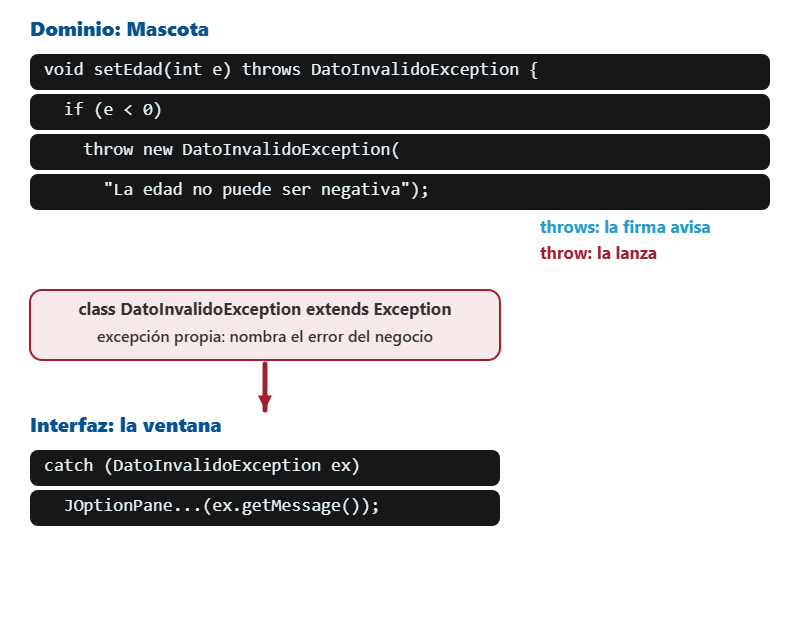 Dominio: Mascota
void setEdad(int e) throws DatoInvalidoException {
if (e < 0)
throw new DatoInvalidoException(
"La edad no puede ser negativa");
throws: la firma avisa
throw: la lanza
class DatoInvalidoException extends Exception
excepción propia: nombra el error del negocio
Interfaz: la ventana
catch (DatoInvalidoException ex)
JOptionPane...(ex.getMessage());